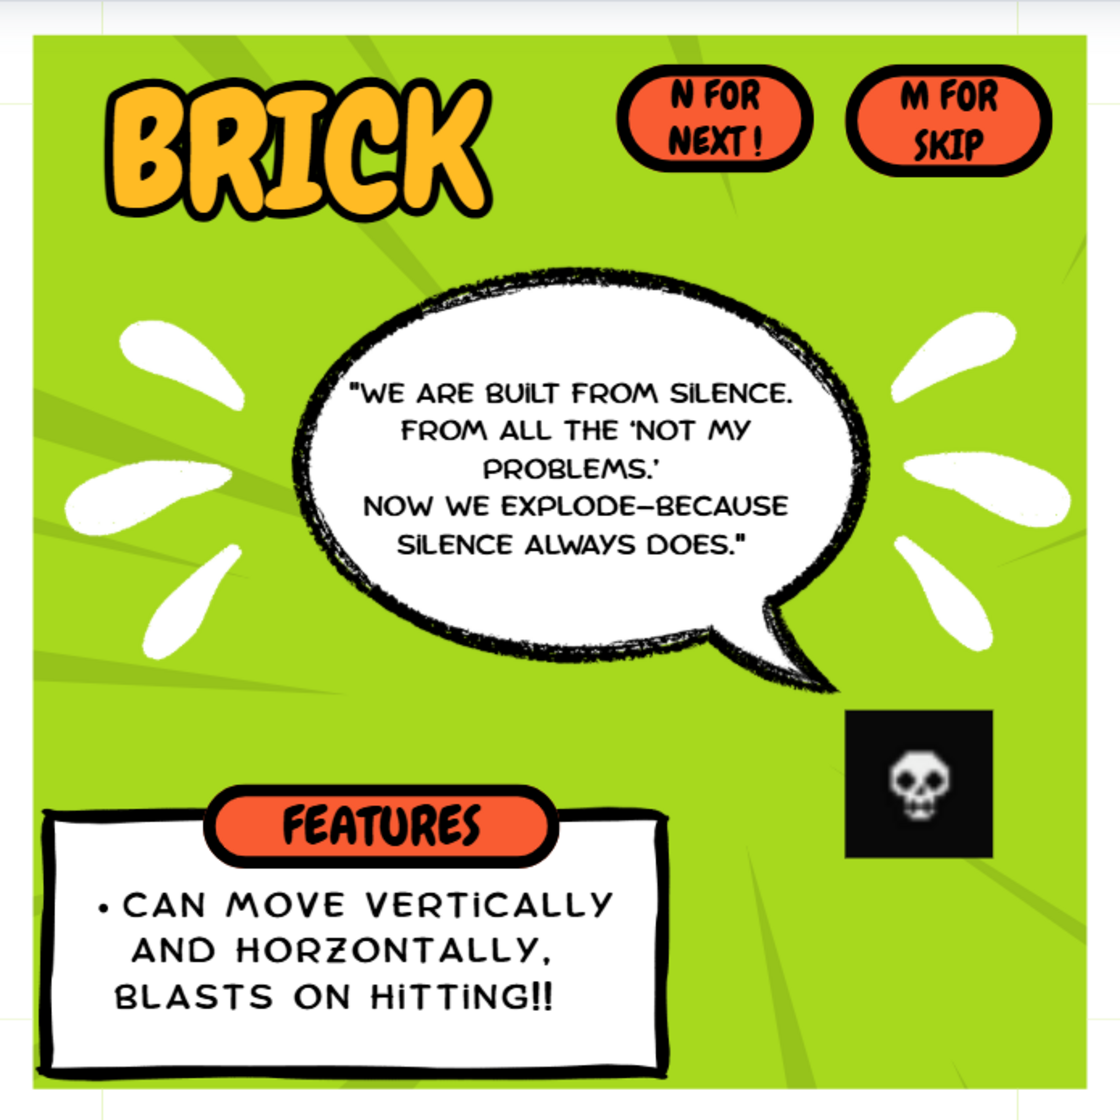 BRICK
N FOR
NEXT !
M FOR
SKIP
"WE ARE BUILT FROM SILENCE.
FROM ALL THE 'NOT MY
PROBLEMS.'
NOW WE EXPLODE—BECAUSE
SILENCE ALWAYS DOES."
FEATURES
• CAN MOVE VERTICALLY
AND HORZONTALLY,
BLASTS ON HITTING!!